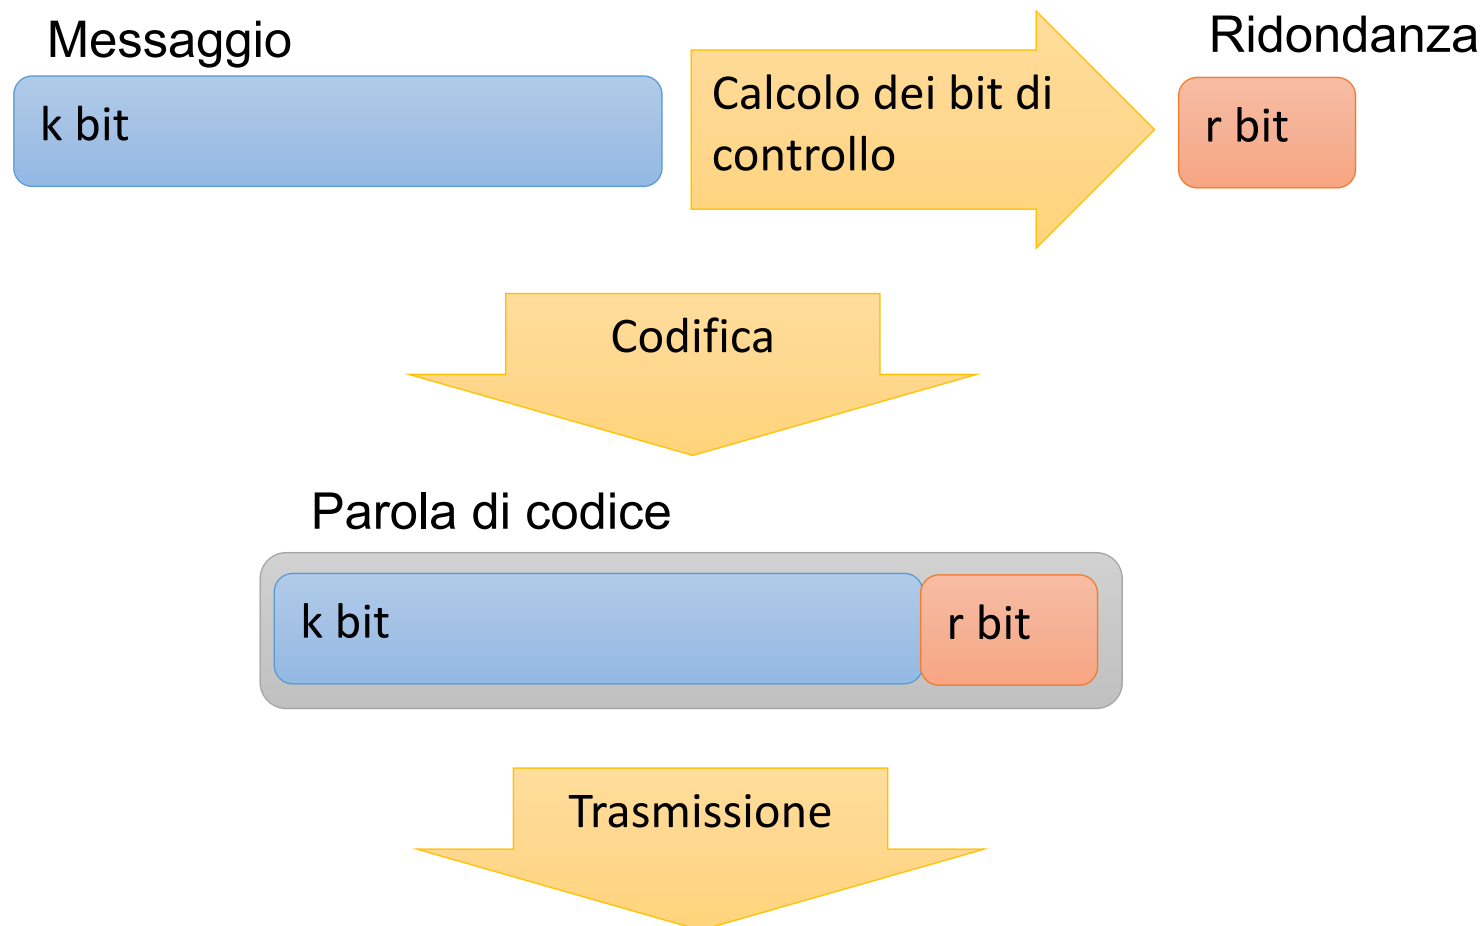 Messaggio
Ridondanza
k bit
Calcolo dei bit di
controllo
r bit
Codifica
Parola di codice
k bit
r bit
Trasmissione